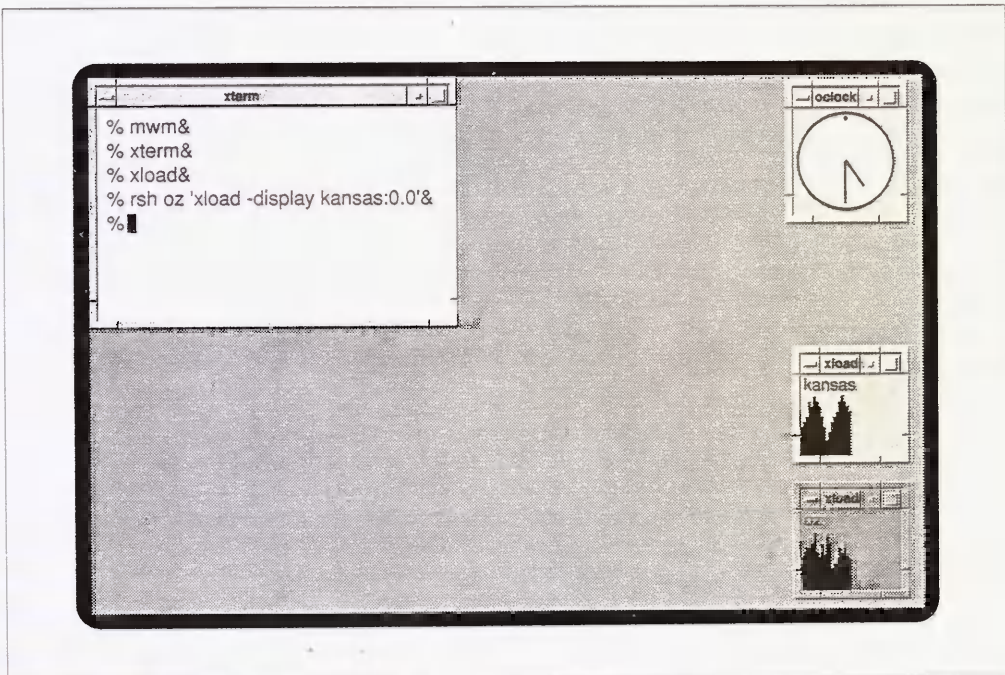 xterm
% mwm&
% xterm&
% xload&
% rsh oz 'xload -display kansas:0.0'&
%
oclock
xload
kansas
xload
oz